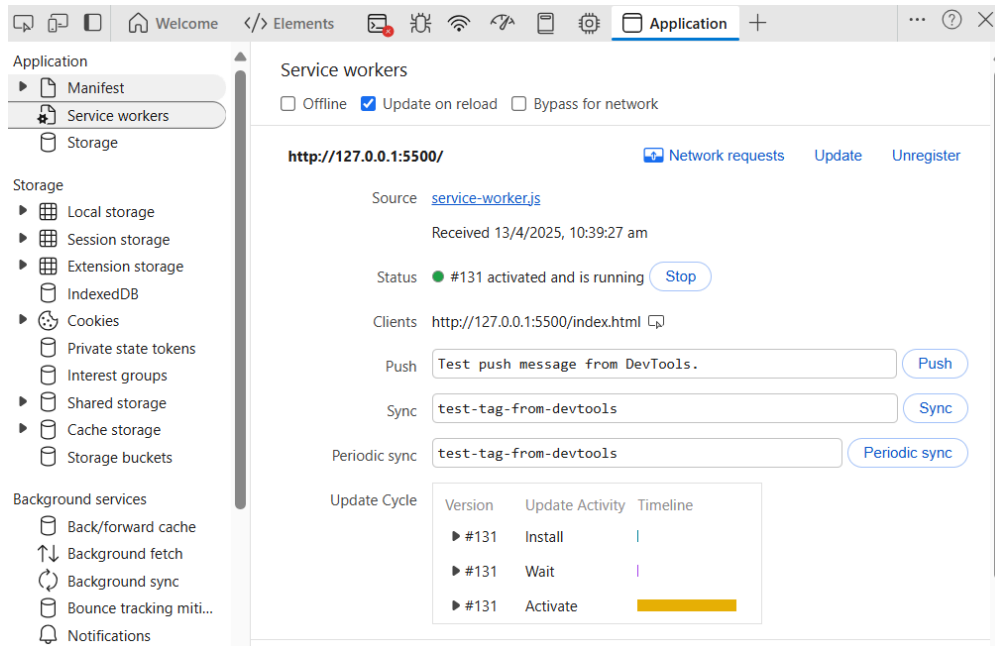 Welcome
</> Elements
Application
Application
Manifest
Service workers
Storage
Storage
Local storage
Session storage
Extension storage
IndexedDB
Cookies
Private state tokens
Interest groups
Shared storage
Cache storage
Storage buckets
Background services
Back/forward cache
Background fetch
Background sync
Bounce tracking miti...
Notifications
Service workers
Offline Update on reload Bypass for network
http://127.0.0.1:5500/ Network requests Update Unregister
Source service-worker.js
Received 13/4/2025, 10:39:27 am
Status #131 activated and is running Stop
Clients http://127.0.0.1:5500/index.html
Push Test push message from DevTools. Push
Sync test-tag-from-devtools Sync
Periodic sync test-tag-from-devtools Periodic sync
Update Cycle Version Update Activity Timeline
#131 Install
#131 Wait
#131 Activate